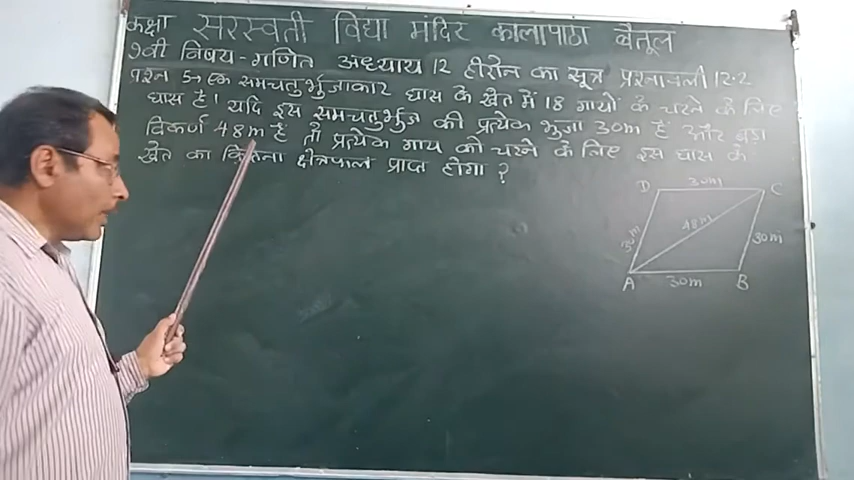 कक्षा सरस्वती विद्या मंदिर कालापाठा बैतूल
9वी विषय-गणित अध्याय 12 हीरोन का सूत्र प्रश्नावली 12.2
प्रश्न 5→ एक समचतुर्भुजाकार घास के खेत में 18 गायों के चरने के लिए
घास है। यदि इस समचतुर्भुज की प्रत्येक भुजा 30m है और बड़ा
विकर्ण 48m है तो प्रत्येक गाय को चरने के लिए इस घास के
खेत का कितना क्षेत्रफल प्राप्त होगा ?
D 30m C
48m
30m
30m
A 30m B